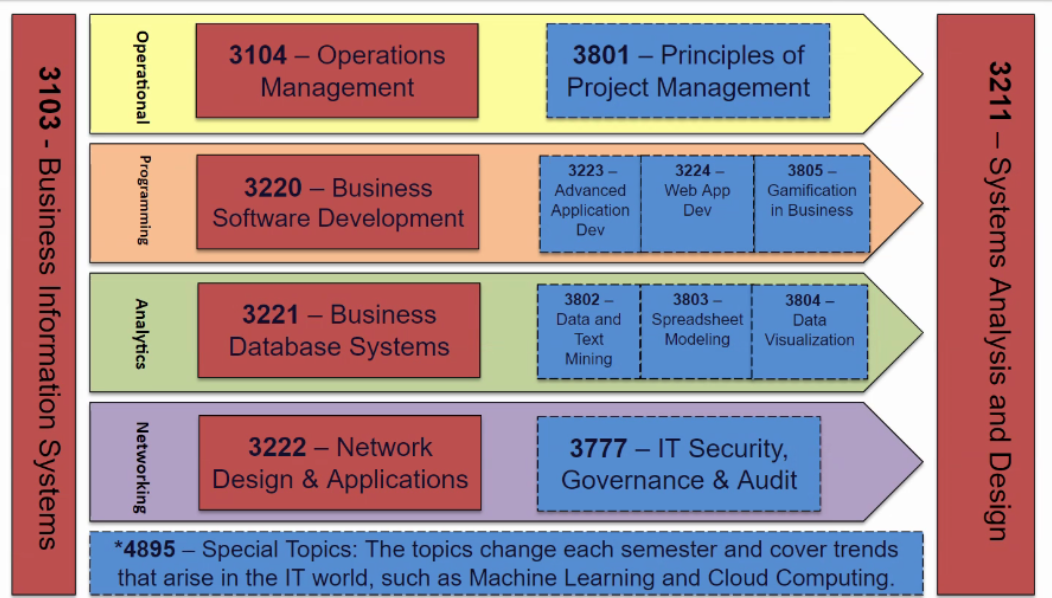 3103 - Business Information Systems
Operational
3104 – Operations
Management
3801 – Principles of
Project Management
Programming
3220 – Business
Software Development
3223 –
Advanced
Application
Dev
3224 –
Web App
Dev
3805 –
Gamification
in Business
Analytics
3221 – Business
Database Systems
3802 –
Data and
Text
Mining
3803 –
Spreadsheet
Modeling
3804 –
Data
Visualization
Networking
3222 – Network
Design & Applications
3777 – IT Security,
Governance & Audit
*4895 – Special Topics: The topics change each semester and cover trends
that arise in the IT world, such as Machine Learning and Cloud Computing.
3211 – Systems Analysis and Design